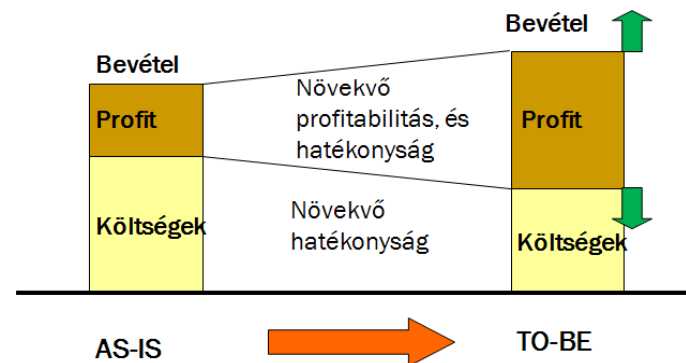 Bevétel
Profit
Költségek
Növekvő
profitabilitás, és
hatékonyság
Növekvő
hatékonyság
Bevétel
Profit
Költségek
AS-IS
TO-BE